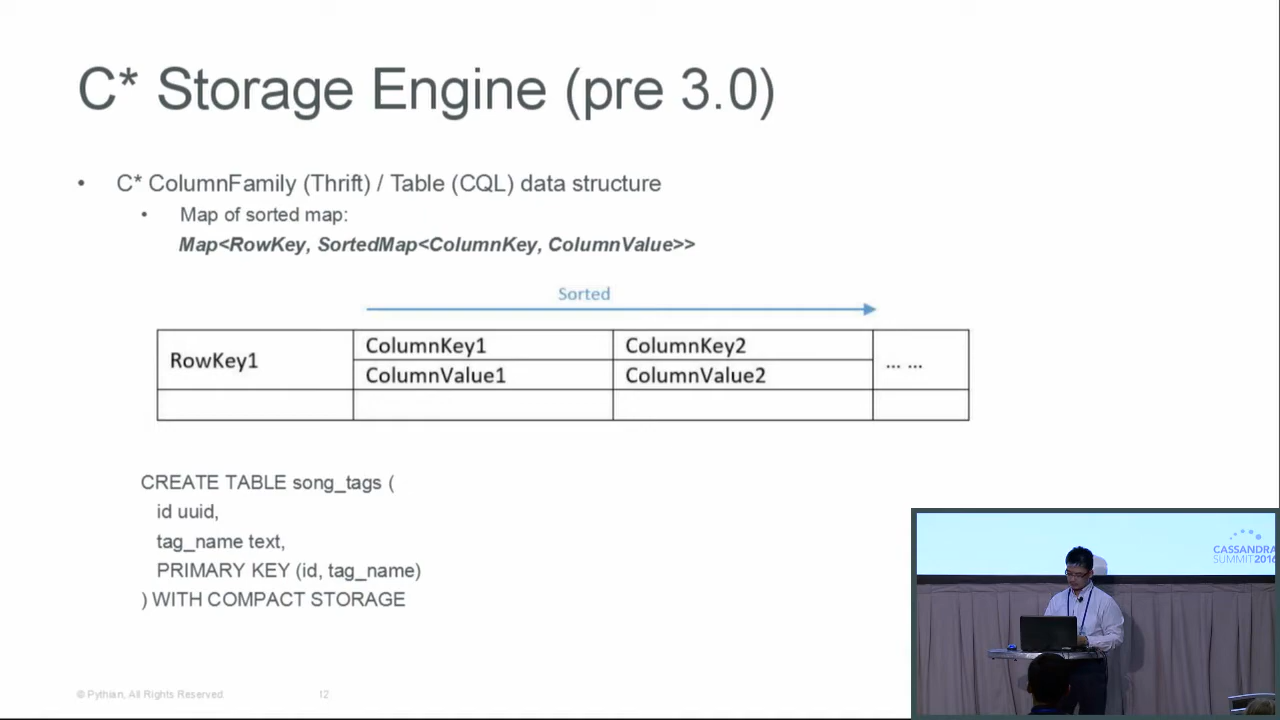 C* Storage Engine (pre 3.0)
• C* ColumnFamily (Thrift) / Table (CQL) data structure
• Map of sorted map:
Map<RowKey, SortedMap<ColumnKey, ColumnValue>>
Sorted
RowKey1
ColumnKey1
ColumnKey2
... ...
ColumnValue1
ColumnValue2
CREATE TABLE song_tags (
id uuid,
tag_name text,
PRIMARY KEY (id, tag_name)
) WITH COMPACT STORAGE
CASSANDRA
SUMMIT2016
© Pythian, All Rights Reserved
12